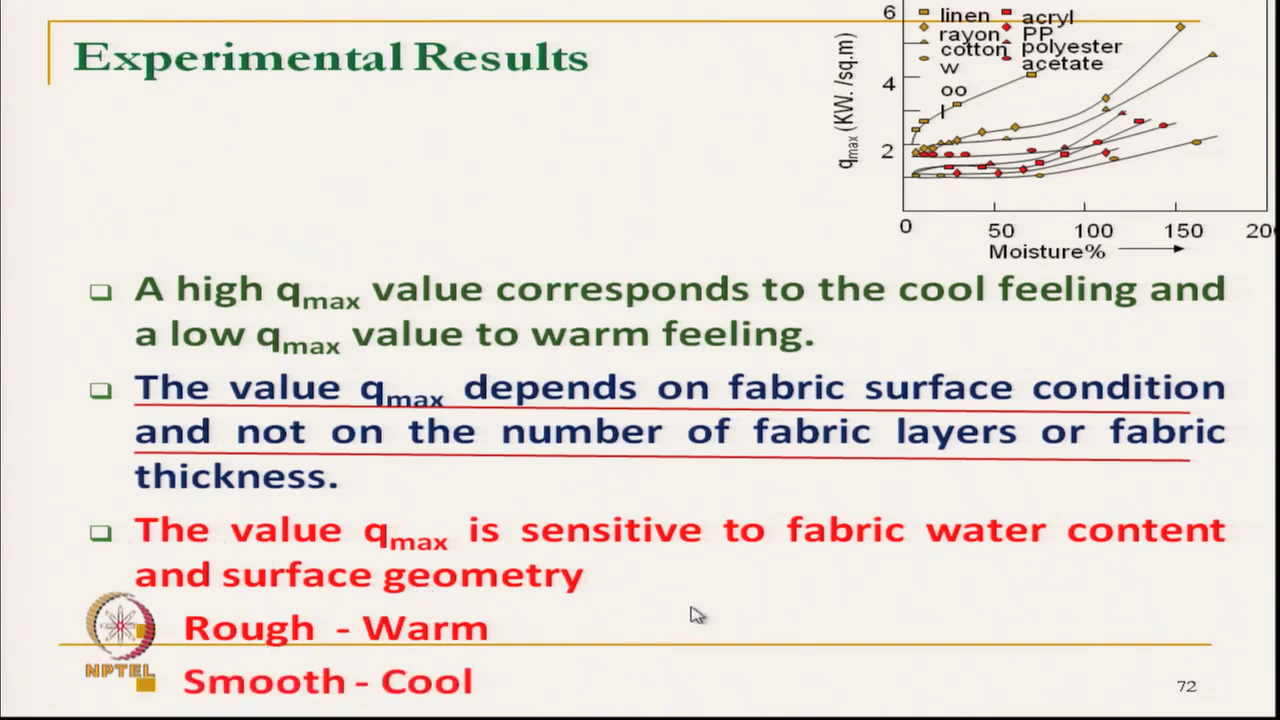 Experimental Results
6
4
2
0
50
100
150
20
q max (KW. /sq.m)
Moisture%
linen
rayon
cotton
w
oo
l
acryl
PP
polyester
acetate
A high qmax value corresponds to the cool feeling and
a low qmax value to warm feeling.
The value qmax depends on fabric surface condition
and not on the number of fabric layers or fabric
thickness.
The value qmax is sensitive to fabric water content
and surface geometry
Rough - Warm
Smooth - Cool
NPTEL
72